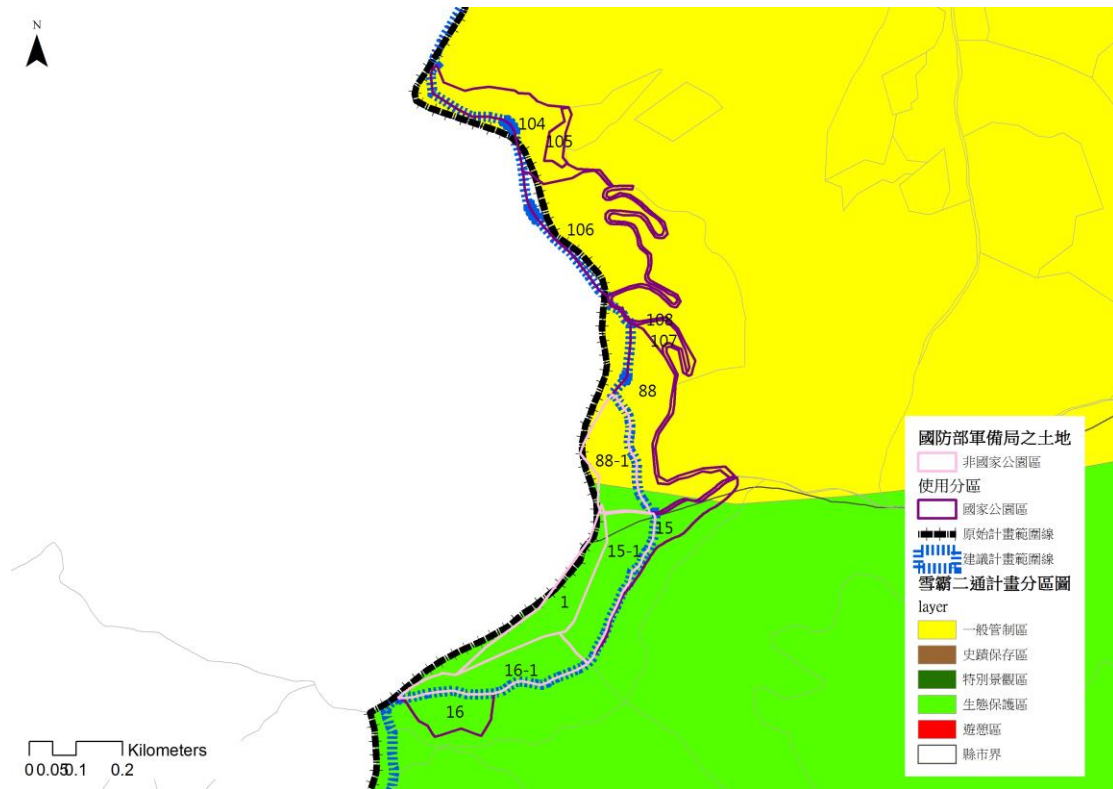 N
104
105
106
108
107
88
88-1
15
15-1
1
16-1
16
國防部軍備局之土地
非國家公園區
使用分區
國家公園區
原始計畫範圍線
建議計畫範圍線
雪霸二通計畫分區圖
layer
一般管制區
史蹟保存區
特別景觀區
生態保護區
遊憩區
縣市界
Kilometers
0 0.05 0.1 0.2